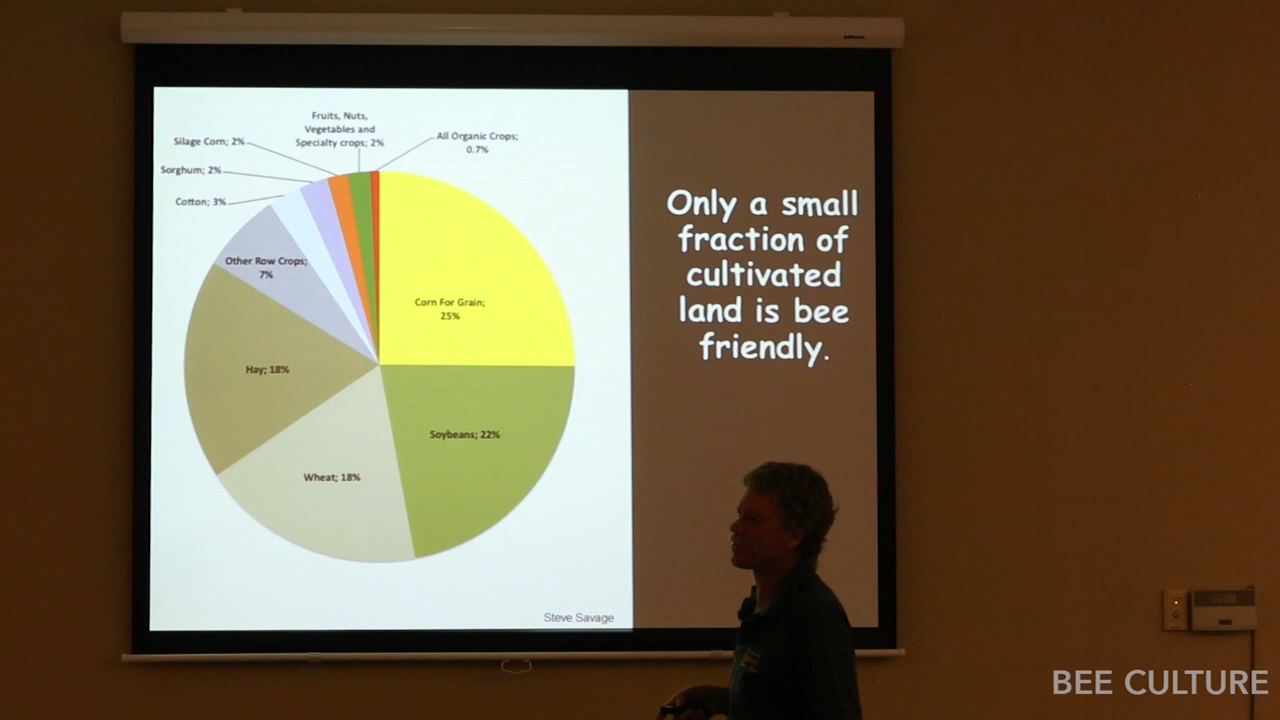 Fruits, Nuts,
Vegetables and
Specialty crops; 2%
Silage Corn; 2%
All Organic Crops;
0.7%
Sorghum; 2%
Cotton; 3%
Other Row Crops;
7%
Corn For Grain;
25%
Hay; 18%
Soybeans; 22%
Wheat; 18%
Steve Savage
Only a small
fraction of
cultivated
land is bee
friendly.
BEE CULTURE